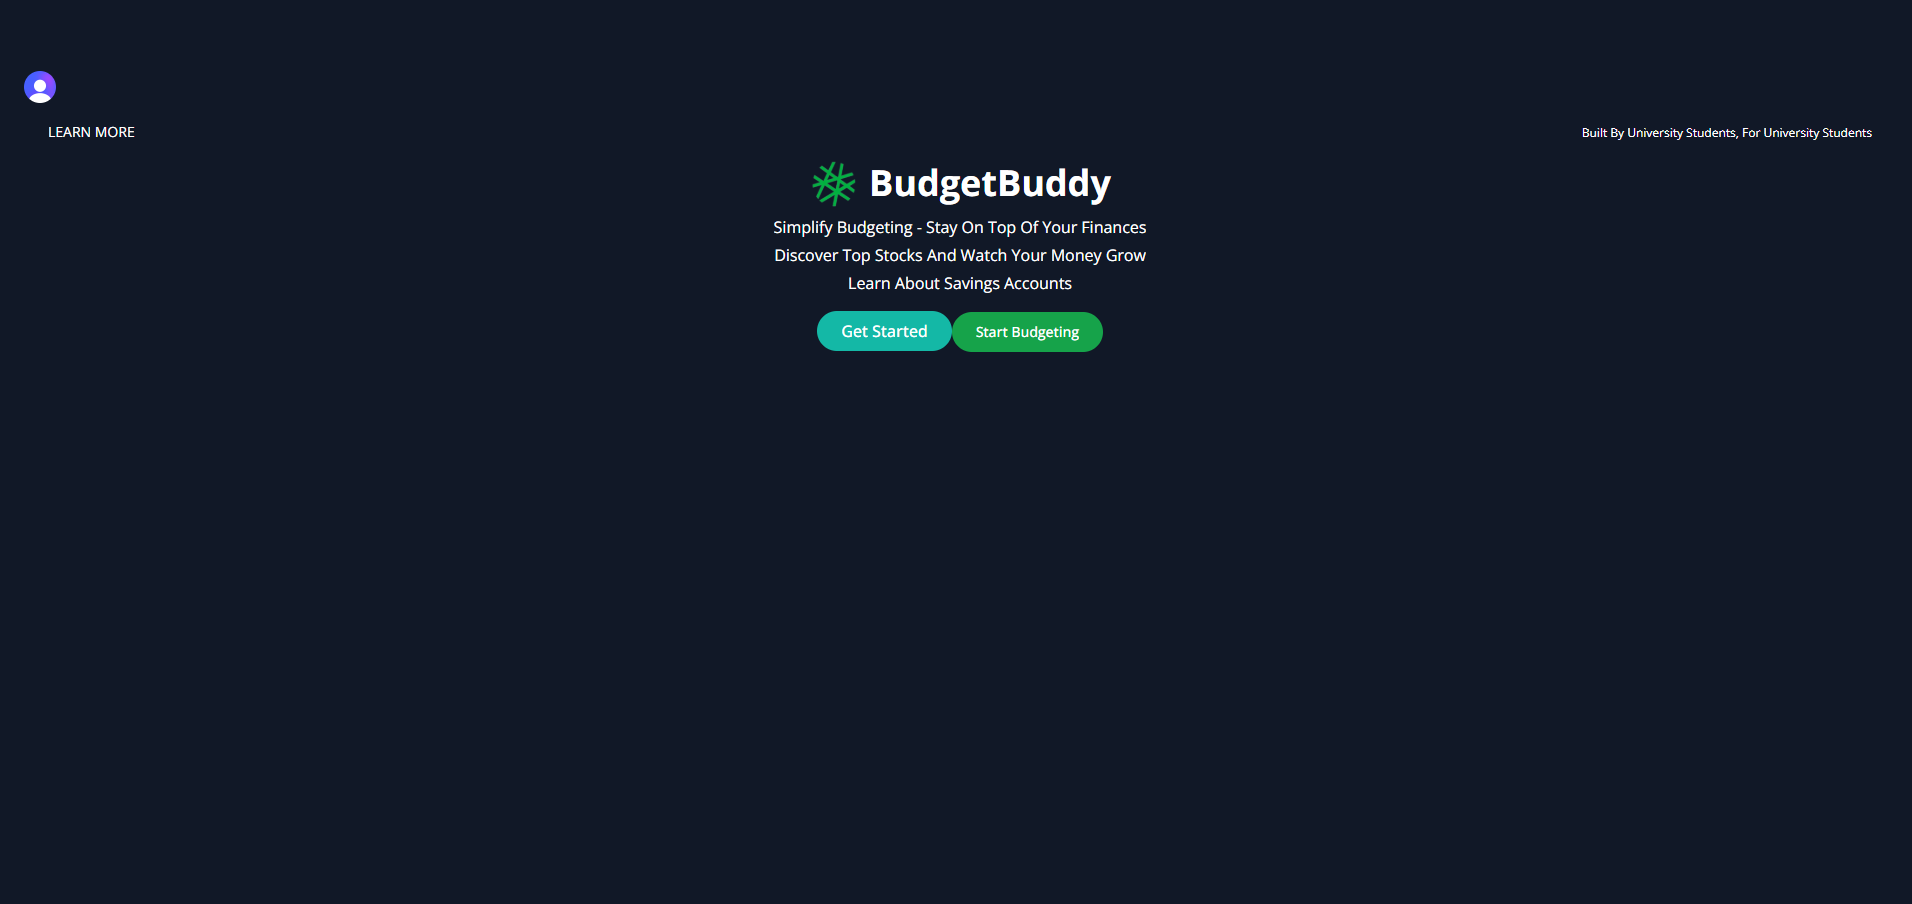 LEARN MORE
Built By University Students, For University Students
BudgetBuddy
Simplify Budgeting - Stay On Top Of Your Finances
Discover Top Stocks And Watch Your Money Grow
Learn About Savings Accounts
Get Started
Start Budgeting